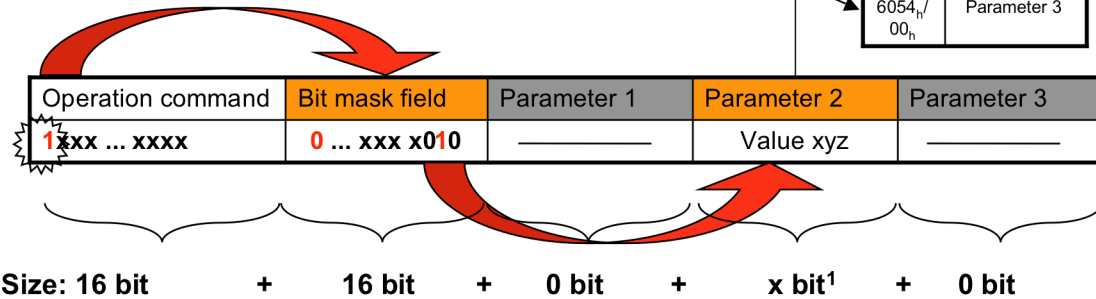 6054h/ Parameter 3
00h
Operation command Bit mask field Parameter 1 Parameter 2 Parameter 3
1xxx ... xxxx 0 ... xxx x010 Value xyz
Size: 16 bit + 16 bit + 0 bit + x bit¹ + 0 bit